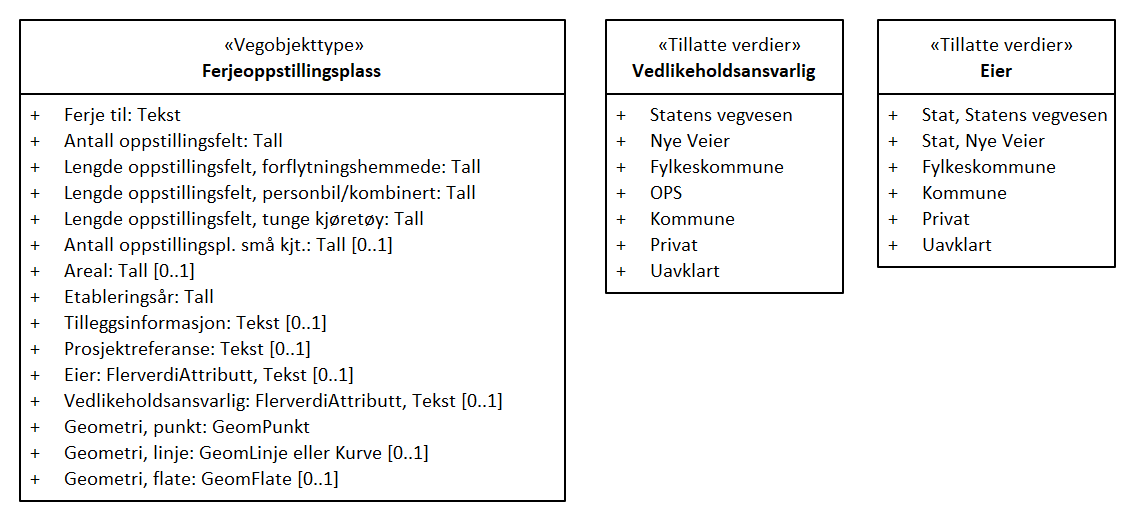 «Vegobjekttype»
Ferjeoppstillingsplass
+ Ferje til: Tekst
+ Antall oppstillingsfelt: Tall
+ Lengde oppstillingsfelt, forflytningshemmede: Tall
+ Lengde oppstillingsfelt, personbil/kombinert: Tall
+ Lengde oppstillingsfelt, tunge kjøretøy: Tall
+ Antall oppstillingspl. små kjt.: Tall [0..1]
+ Areal: Tall [0..1]
+ Etableringsår: Tall
+ Tilleggsinformasjon: Tekst [0..1]
+ Prosjektreferanse: Tekst [0..1]
+ Eier: FlerverdiAttributt, Tekst [0..1]
+ Vedlikeholdsansvarlig: FlerverdiAttributt, Tekst [0..1]
+ Geometri, punkt: GeomPunkt
+ Geometri, linje: GeomLinje eller Kurve [0..1]
+ Geometri, flate: GeomFlate [0..1]
«Tillatte verdier»
Vedlikeholdsansvarlig
+ Statens vegvesen
+ Nye Veier
+ Fylkeskommune
+ OPS
+ Kommune
+ Privat
+ Uavklart
«Tillatte verdier»
Eier
+ Stat, Statens vegvesen
+ Stat, Nye Veier
+ Fylkeskommune
+ Kommune
+ Privat
+ Uavklart